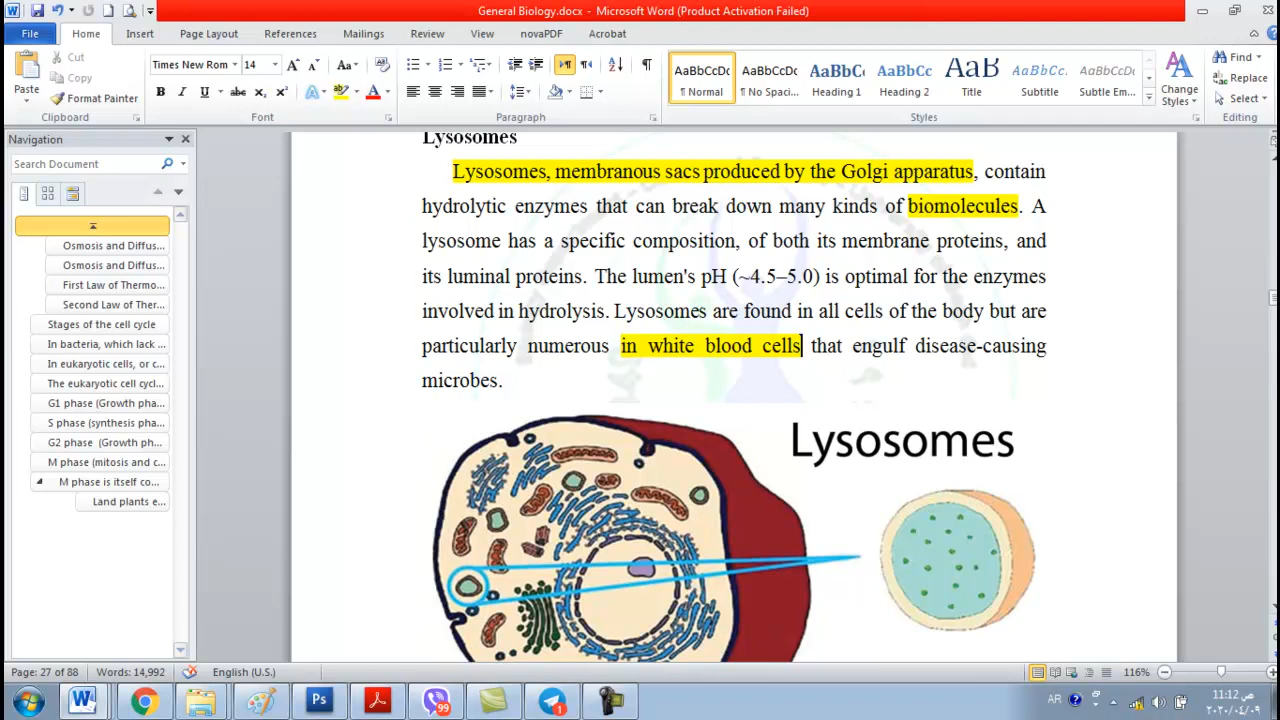 General Biology.docx - Microsoft Word (Product Activation Failed)
File Home Insert Page Layout References Mailings Review View novaPDF Acrobat
Paste
Cut
Copy
Format Painter
Clipboard
Times New Rom 14
Font
Paragraph
AaBbCcDc AaBbCcDc AaBbCc AaBbCc AaB AaBbCc AaBbCcDc
¶ Normal ¶ No Spaci... Heading 1 Heading 2 Title Subtitle Subtle Em...
Styles
Change Styles
Find
Replace
Select
Editing
Navigation
Search Document
Osmosis and Diffus...
Osmosis and Diffus...
First Law of Thermo...
Second Law of Ther...
Stages of the cell cycle
In bacteria, which lack ...
In eukaryotic cells, or c...
The eukaryotic cell cycl...
G1 phase (Growth pha...
S phase (synthesis pha...
G2 phase (Growth ph...
M phase (mitosis and c...
M phase is itself co...
Land plants e...
Lysosomes
Lysosomes, membranous sacs produced by the Golgi apparatus, contain
hydrolytic enzymes that can break down many kinds of biomolecules. A
lysosome has a specific composition, of both its membrane proteins, and
its luminal proteins. The lumen's pH (~4.5–5.0) is optimal for the enzymes
involved in hydrolysis. Lysosomes are found in all cells of the body but are
particularly numerous in white blood cells that engulf disease-causing
microbes.
Lysosomes
Page: 27 of 88 Words: 14,992 English (U.S.) 116%
Ps 99 1 AR 11:12 ص
٢٠٢٠/٠٤/٠٩